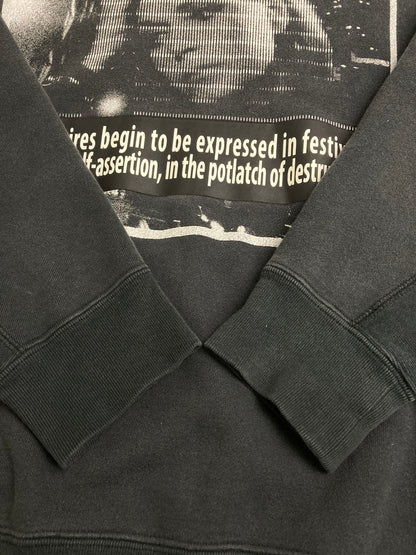 ires begin to be expressed in festiv
lf-assertion, in the potlatch of destru